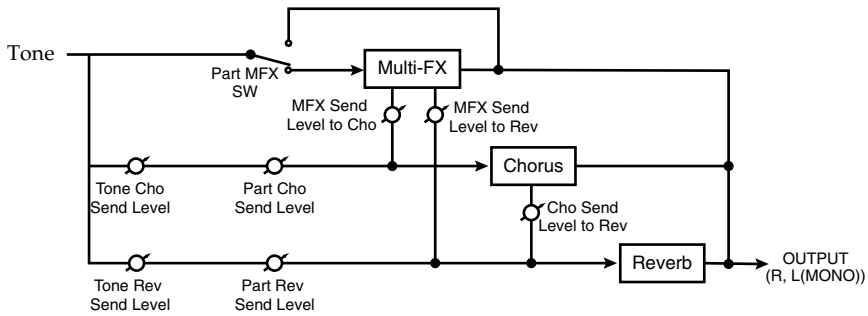 Tone
Part MFX
SW
Multi-FX
MFX Send
Level to Cho
MFX Send
Level to Rev
Tone Cho
Send Level
Part Cho
Send Level
Chorus
Cho Send
Level to Rev
Tone Rev
Send Level
Part Rev
Send Level
Reverb
OUTPUT
(R, L(MONO))